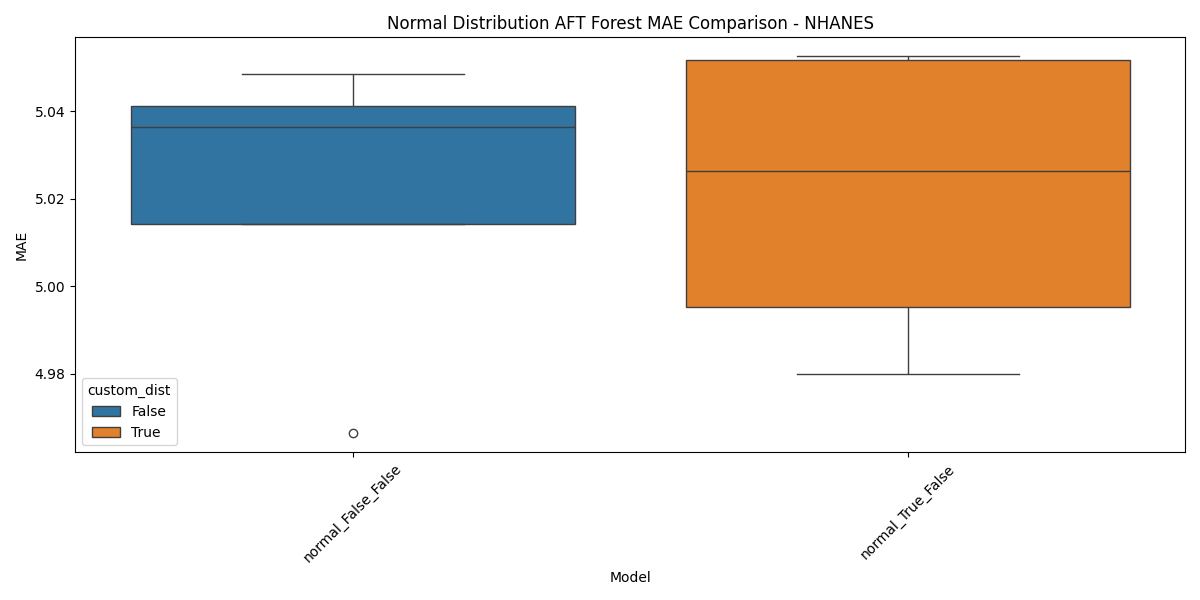 Normal Distribution AFT Forest MAE Comparison - NHANES
MAE
5.04
5.02
5.00
4.98
custom_dist
False
True
normal_False_False
normal_True_False
Model